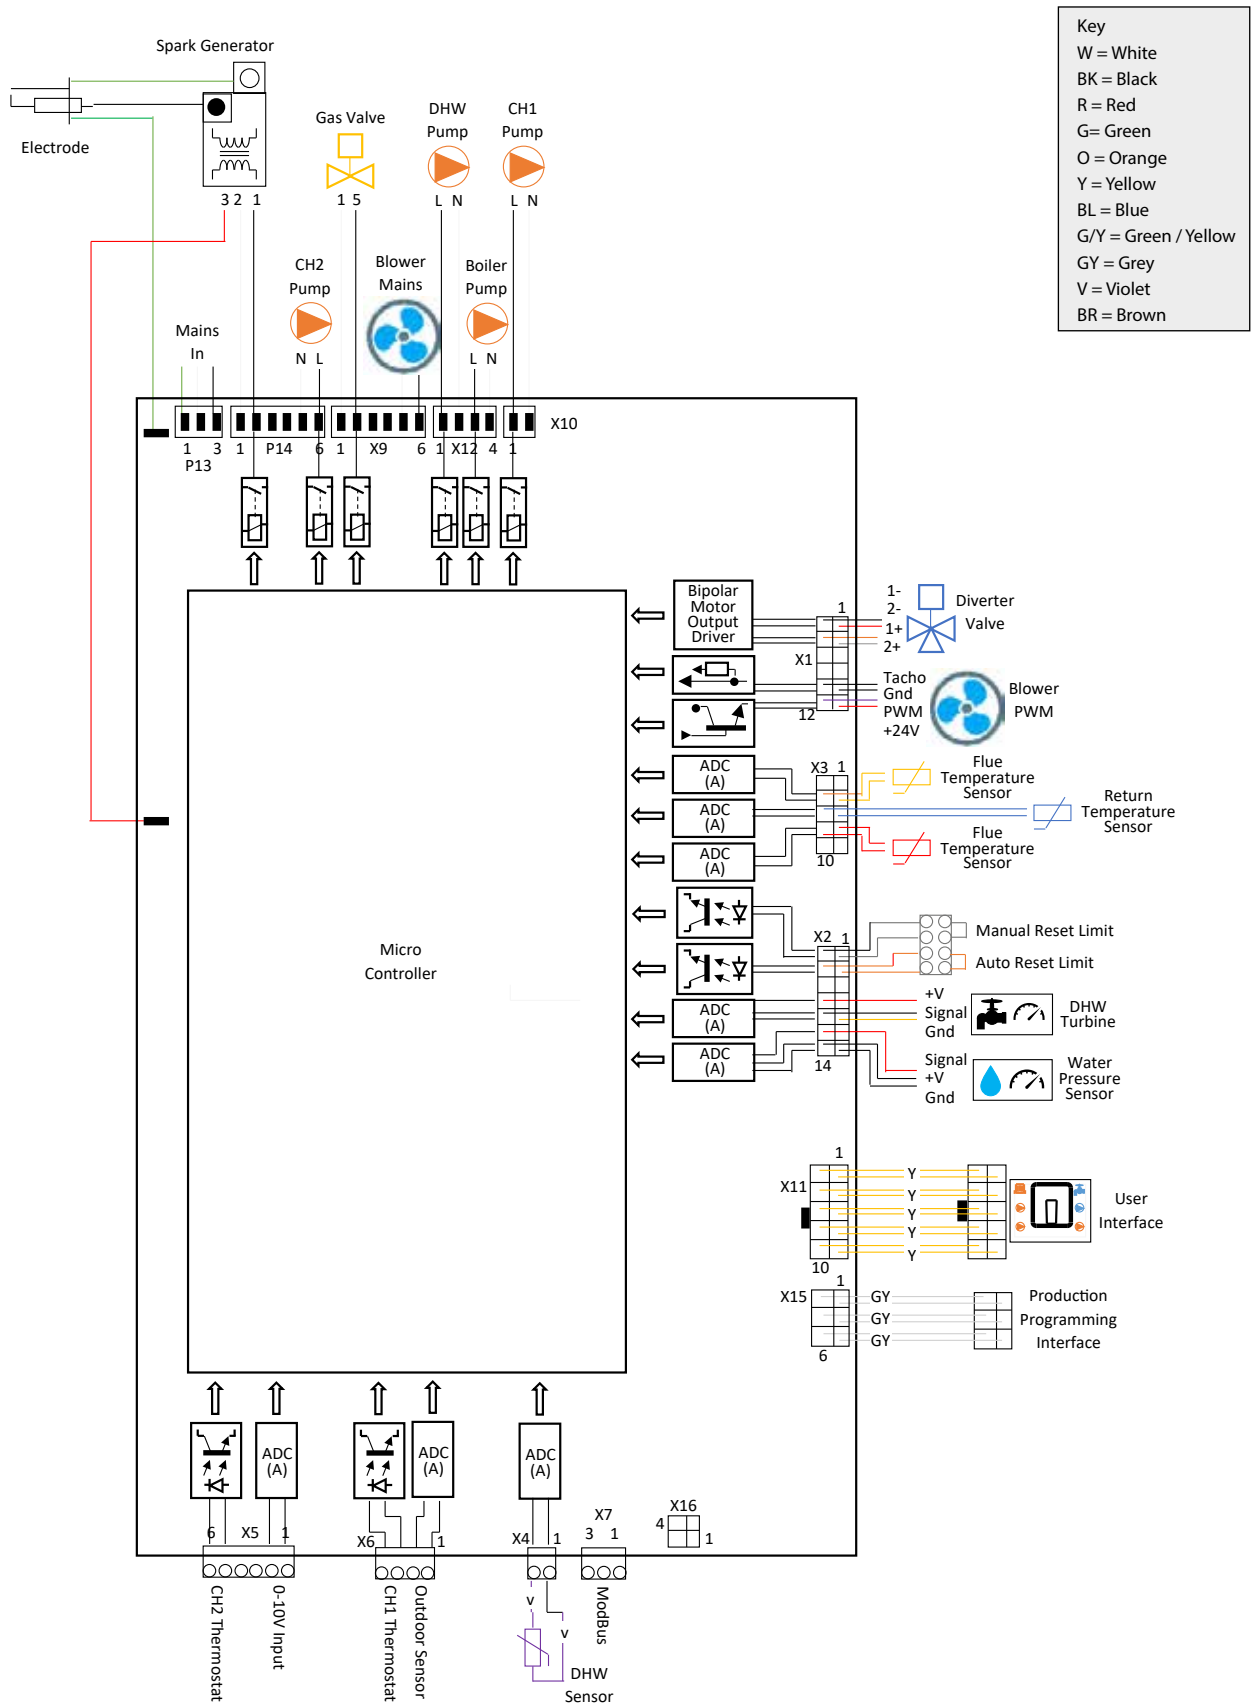 Key
W = White
BK = Black
R = Red
G= Green
O = Orange
Y = Yellow
BL = Blue
G/Y = Green / Yellow
GY = Grey
V = Violet
BR = Brown
Spark Generator
Electrode
3 2 1
Gas Valve
1 5
DHW
Pump
L N
CH1
Pump
L N
CH2
Pump
N L
Blower
Mains
Boiler
Pump
L N
Mains
In
X10
1 3
P13
1 P14 6
1 X9 6
1 X12 4
1
Bipolar
Motor
Output
Driver
1
X1
12
1-
2-
1+
2+
Diverter
Valve
Tacho
Gnd
PWM
+24V
Blower
PWM
ADC
(A)
ADC
(A)
ADC
(A)
X3 1
10
Flue
Temperature
Sensor
Return
Temperature
Sensor
Flue
Temperature
Sensor
Micro
Controller
X2 1
14
Manual Reset Limit
Auto Reset Limit
ADC
(A)
ADC
(A)
+V
Signal
Gnd
DHW
Turbine
Signal
+V
Gnd
Water
Pressure
Sensor
1
X11
10
Y
Y
Y
Y
Y
User
Interface
1
X15
6
GY
GY
GY
Production
Programming
Interface
ADC
(A)
ADC
(A)
ADC
(A)
6 X5 1
X6 1
X4 1
X7
3 1
X16
4
1
CH2 Thermostat
0-10V Input
CH1 Thermostat
Outdoor Sensor
v
v
DHW
Sensor
ModBus